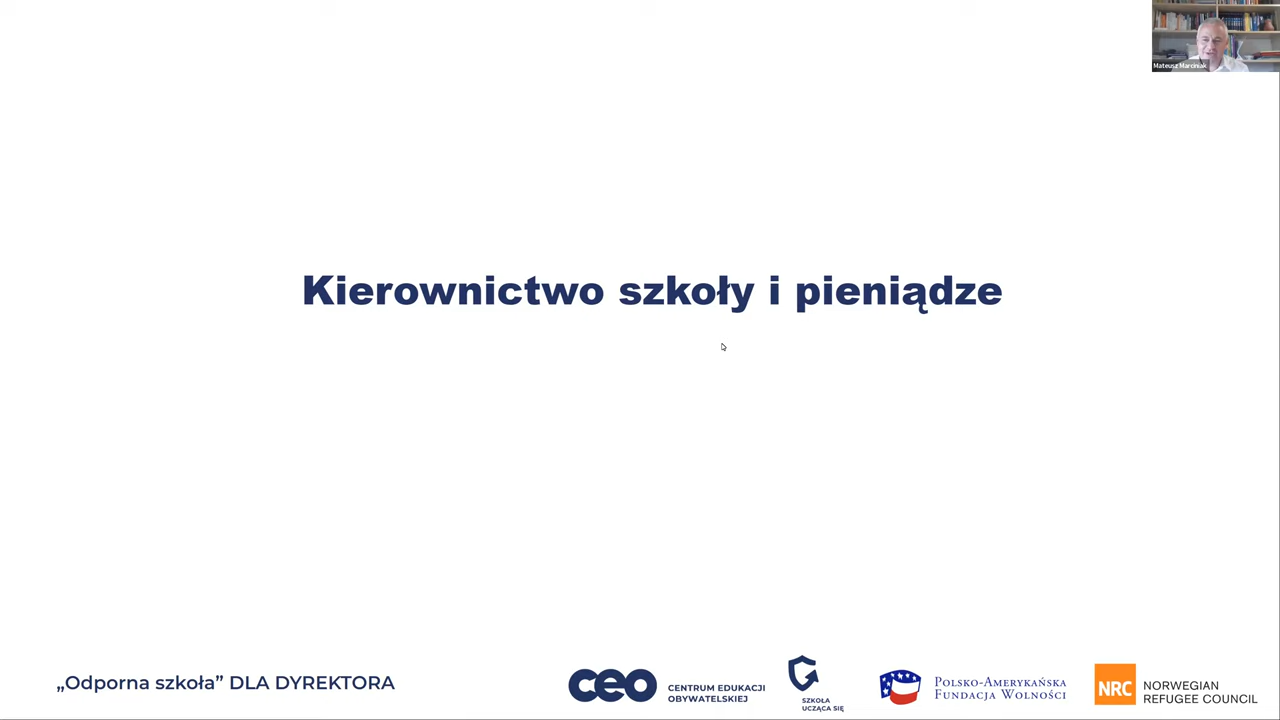 Mateusz Marciniak
Kierownictwo szkoły i pieniądze
„Odporna szkoła” DLA DYREKTORA
ceo
CENTRUM EDUKACJI
OBYWATELSKIEJ
SZKOŁA
UCZĄCA SIĘ
POLSKO-AMERYKAŃSKA
FUNDACJA WOLNOŚCI
NRC
NORWEGIAN
REFUGEE COUNCIL